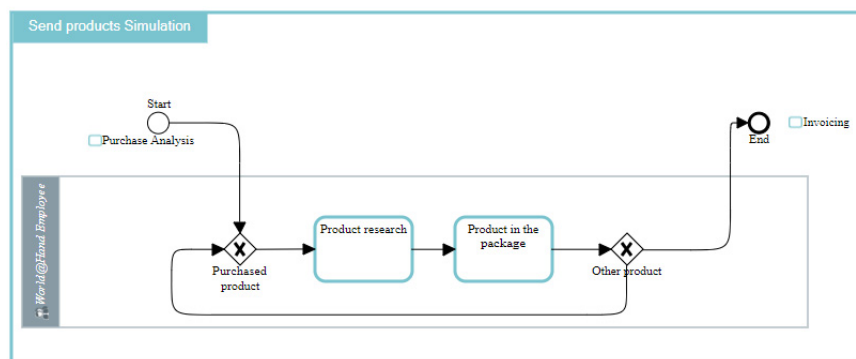 Send products Simulation
Start
Purchase Analysis
Invoicing
End
World@Hand Employee
Product research
Product in the
package
Purchased
product
Other product